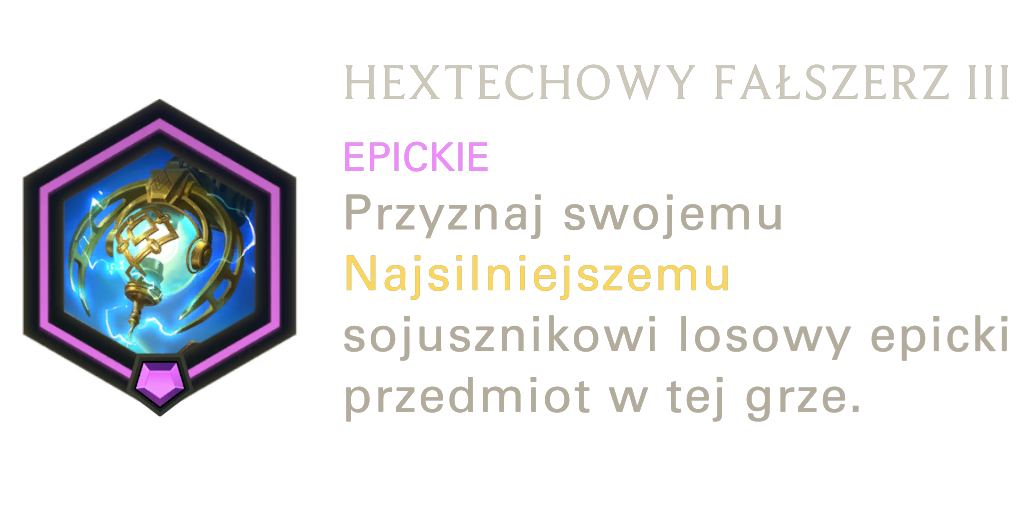 HEXTECHOWY FAŁSZERZ III
EPICKIE
Przyznaj swojemu
Najsilniejszemu
sojusznikowi losowy epicki
przedmiot w tej grze.